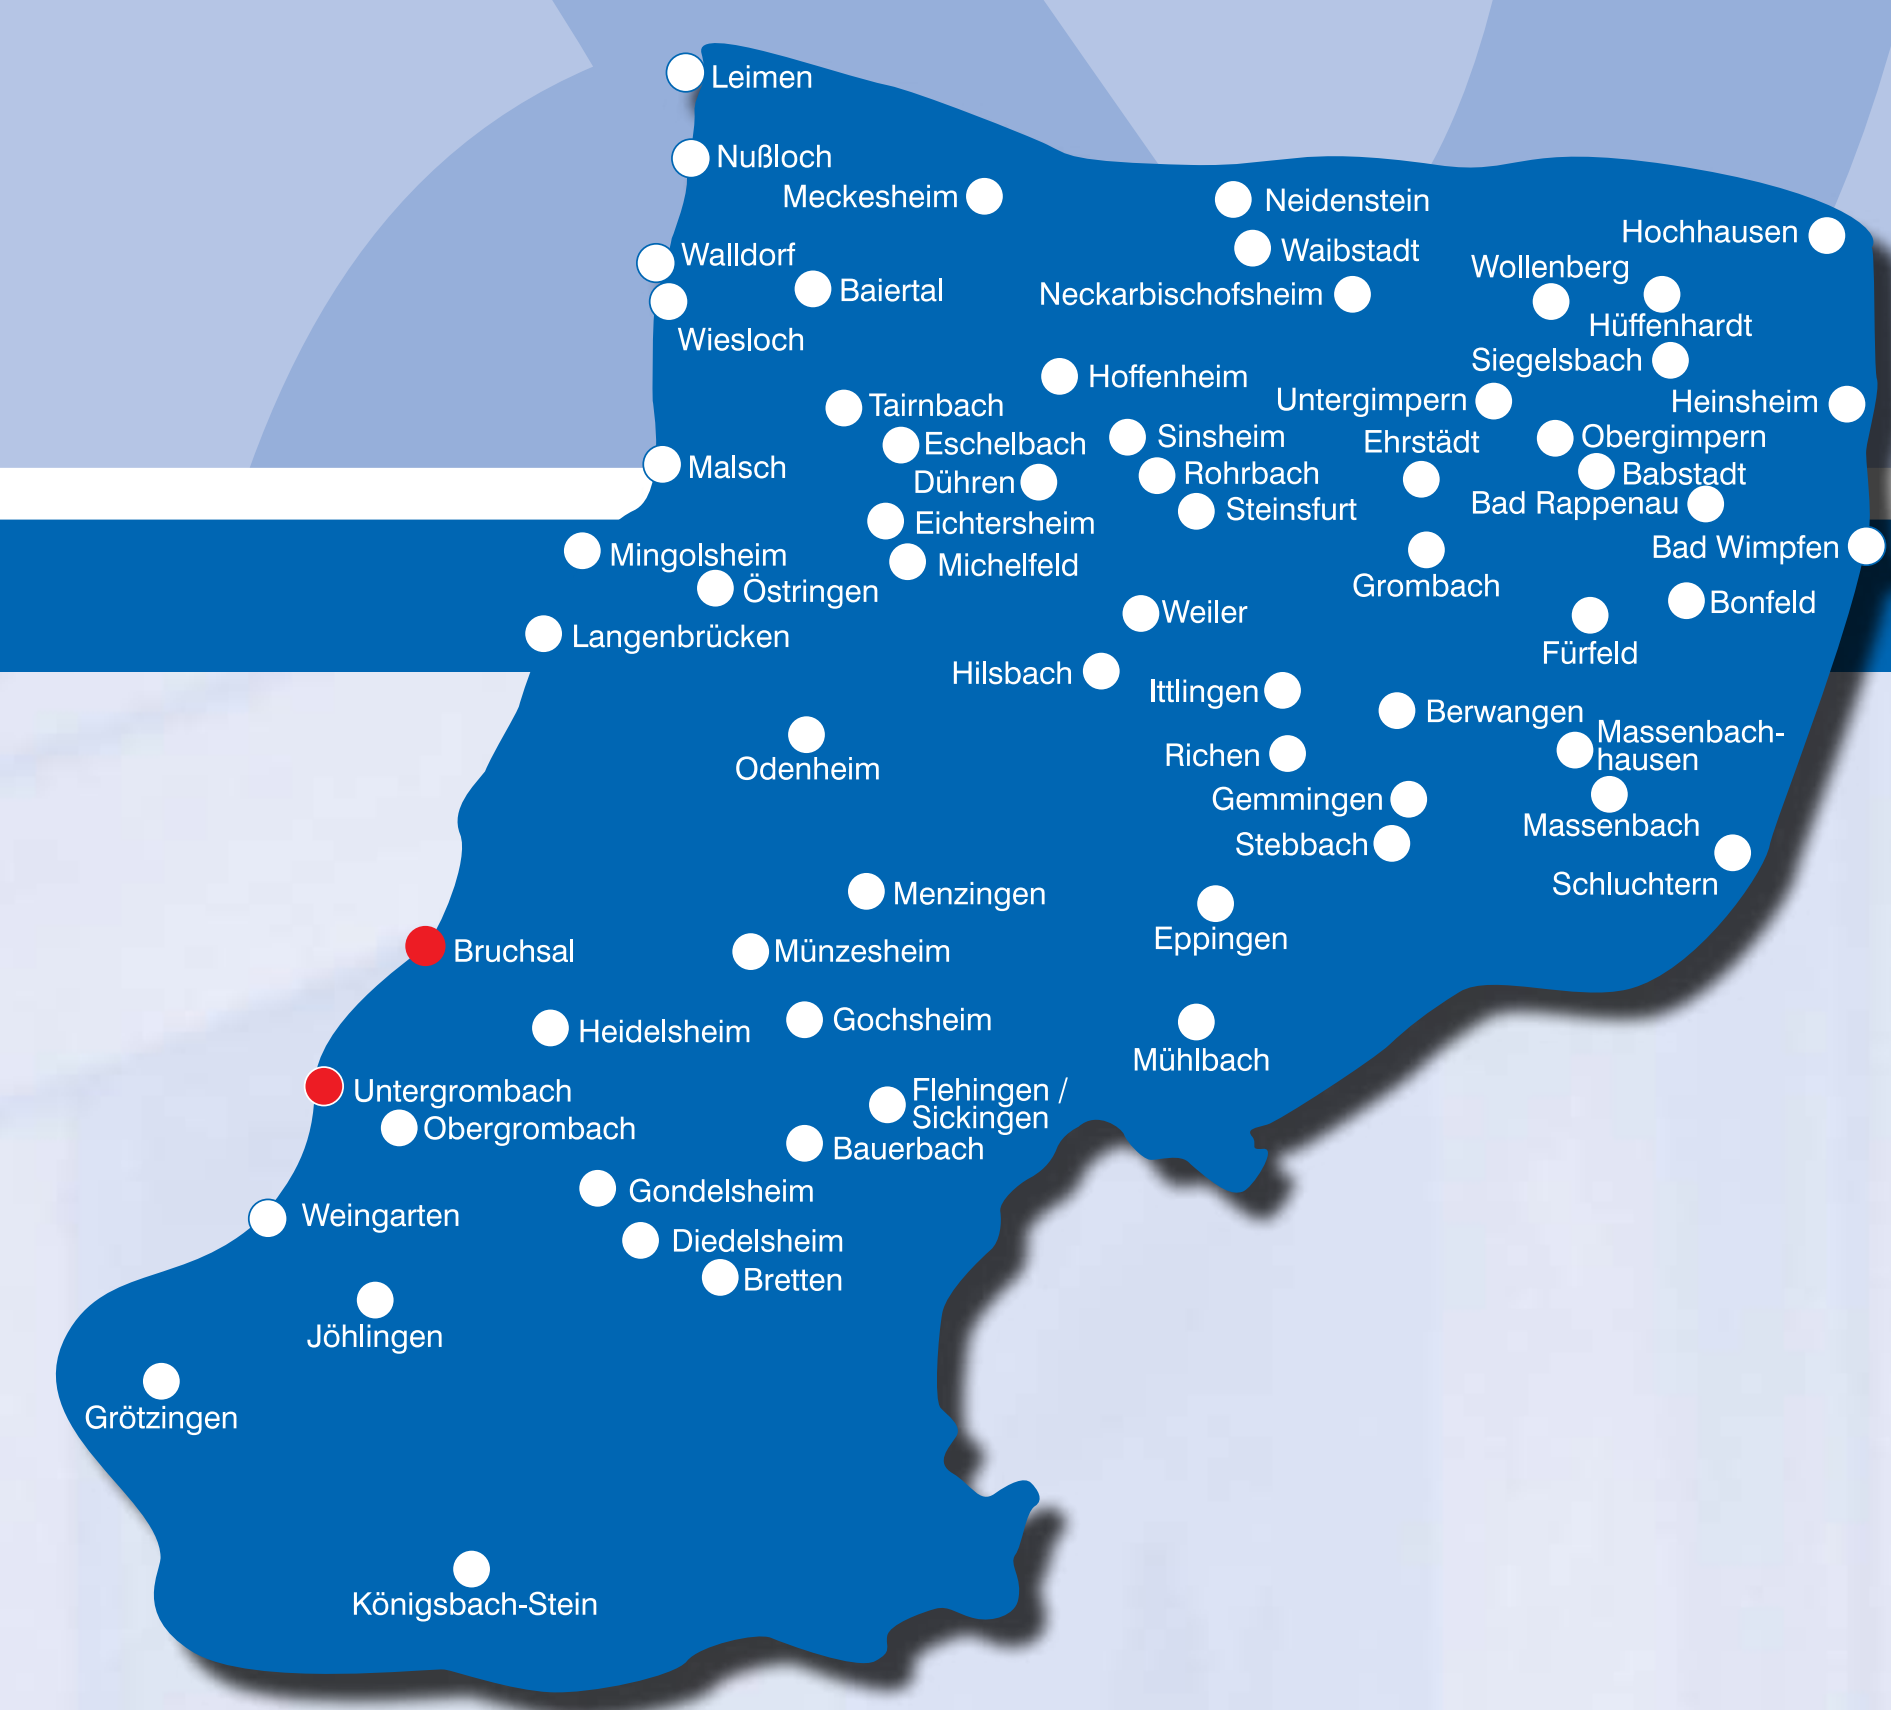 Leimen
Nußloch
Meckesheim
Neidenstein
Hochhausen
Waibstadt
Walldorf
Wollenberg
Baiertal
Neckarbischofsheim
Hüffenhardt
Wiesloch
Siegelsbach
Hoffenheim
Untergimpern
Heinsheim
Tairnbach
Sinsheim
Obergimpern
Ehrstädt
Eschelbach
Malsch
Rohrbach
Babstadt
Dühren
Bad Rappenau
Steinsfurt
Eichtersheim
Bad Wimpfen
Mingolsheim
Michelfeld
Grombach
Östringen
Bonfeld
Weiler
Langenbrücken
Fürfeld
Hilsbach
Ittlingen
Berwangen
Massenbach-
hausen
Richen
Odenheim
Gemmingen
Massenbach
Stebbach
Schluchtern
Menzingen
Eppingen
Bruchsal
Münzesheim
Gochsheim
Heidelsheim
Mühlbach
Untergrombach
Flehingen /
Sickingen
Obergrombach
Bauerbach
Gondelsheim
Weingarten
Diedelsheim
Bretten
Jöhlingen
Grötzingen
Königsbach-Stein